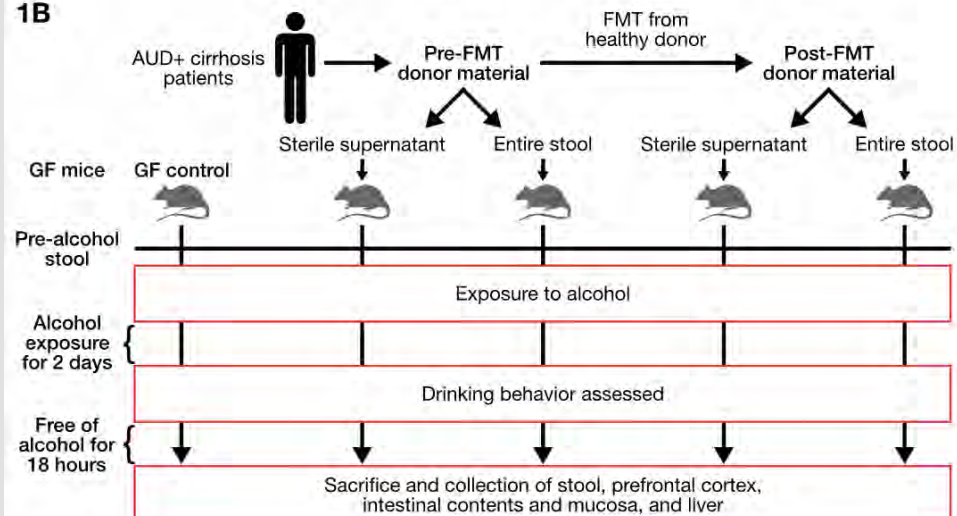 1B
AUD+ cirrhosis
patients
Pre-FMT
donor material
FMT from
healthy donor
Post-FMT
donor material
Sterile supernatant
Entire stool
Sterile supernatant
Entire stool
GF mice
GF control
Pre-alcohol
stool
Exposure to alcohol
Alcohol
exposure
for 2 days
Drinking behavior assessed
Free of
alcohol for
18 hours
Sacrifice and collection of stool, prefrontal cortex,
intestinal contents and mucosa, and liver